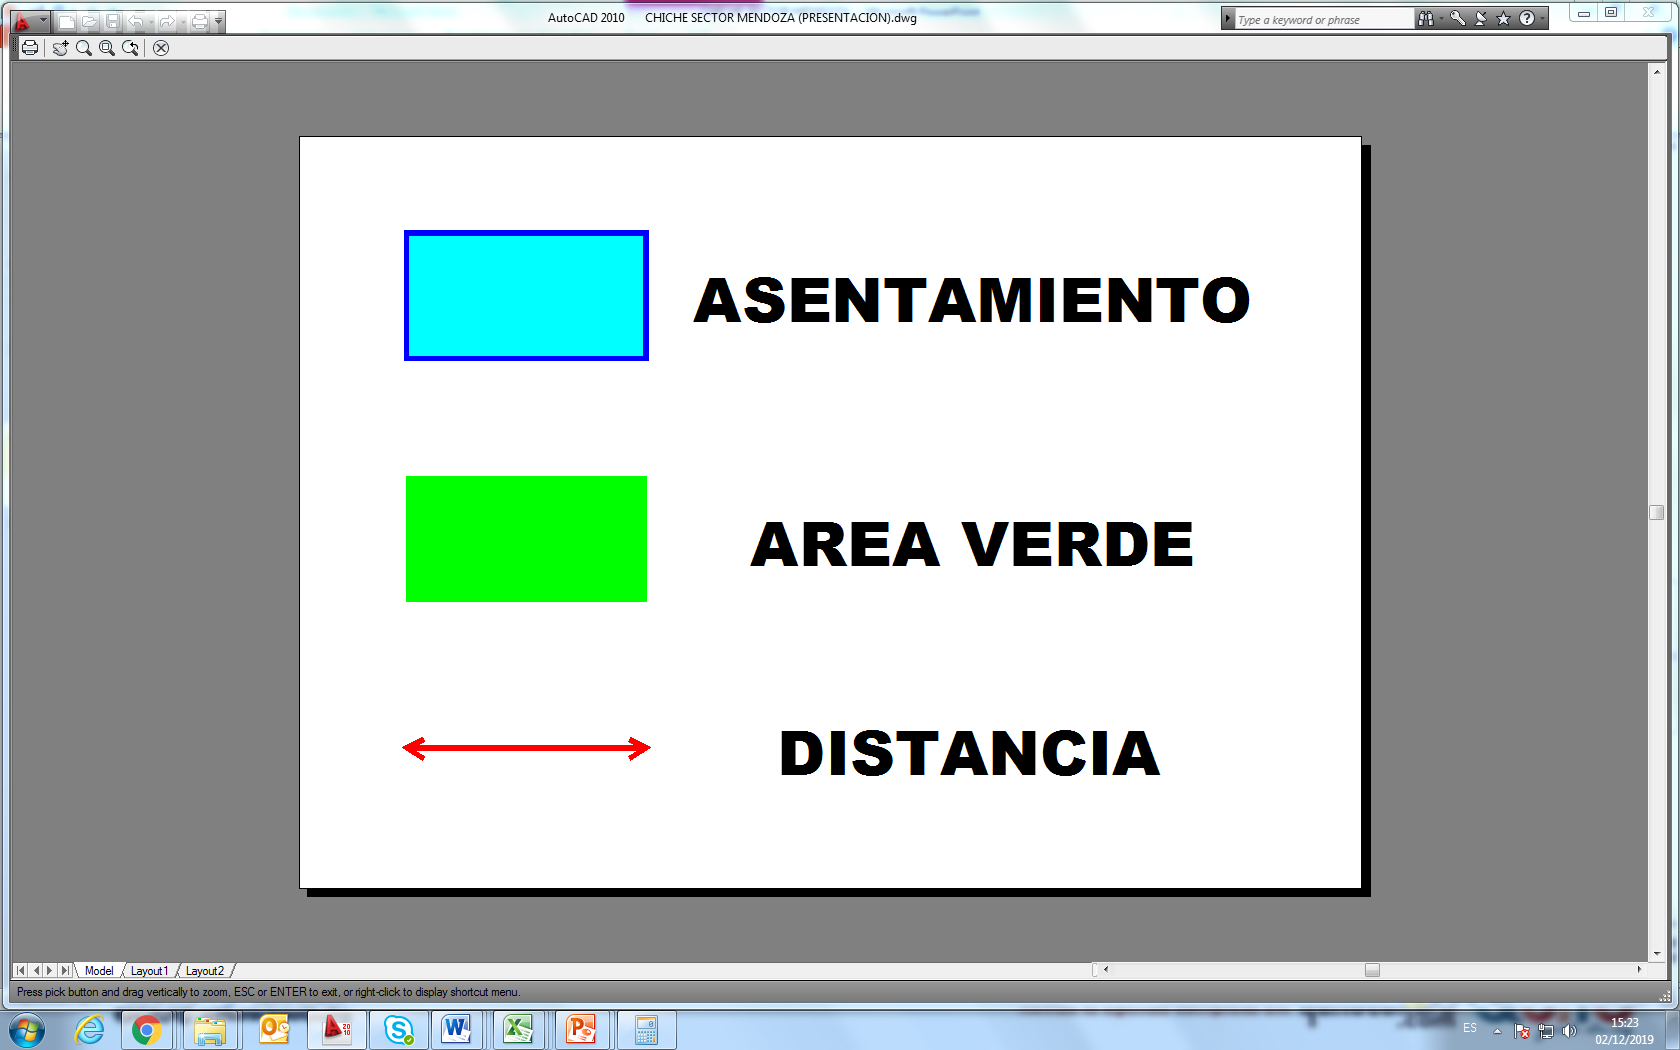 AutoCAD 2010 CHICHE SECTOR MENDOZA (PRESENTACION).dwg
Type a keyword or phrase
ASENTAMIENTO
AREA VERDE
DISTANCIA
Model Layout1 Layout2
Press pick button and drag vertically to zoom, ESC or ENTER to exit, or right-click to display shortcut menu.
ES
15:23
02/12/2019